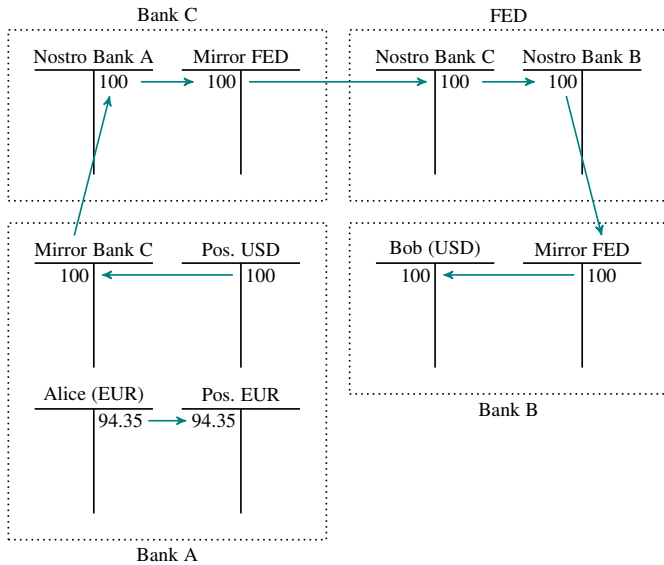 Bank C
FED
Nostro Bank A Mirror FED
Nostro Bank C Nostro Bank B
100 100
100 100
Mirror Bank C Pos. USD
Bob (USD) Mirror FED
100 100
100 100
Alice (EUR) Pos. EUR
94.35 94.35
Bank B
Bank A